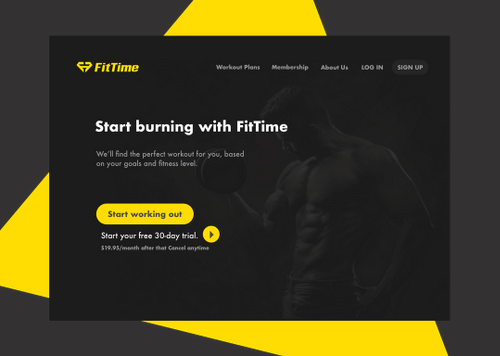 FitTime
Workout Plans Membership About Us LOG IN SIGN UP
Start burning with FitTime
We'll find the perfect workout for you, based
on your goals and fitness level.
Start working out
Start your free 30-day trial.
$19.95/month after that Cancel anytime